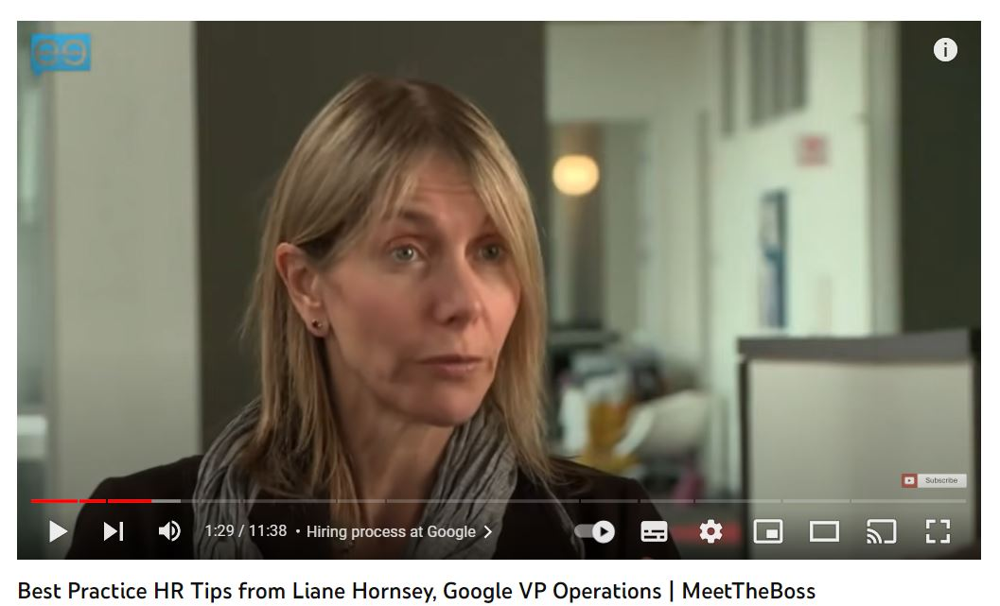 i
Subscribe
1:29 / 11:38 • Hiring process at Google >
Best Practice HR Tips from Liane Hornsey, Google VP Operations | MeetTheBoss